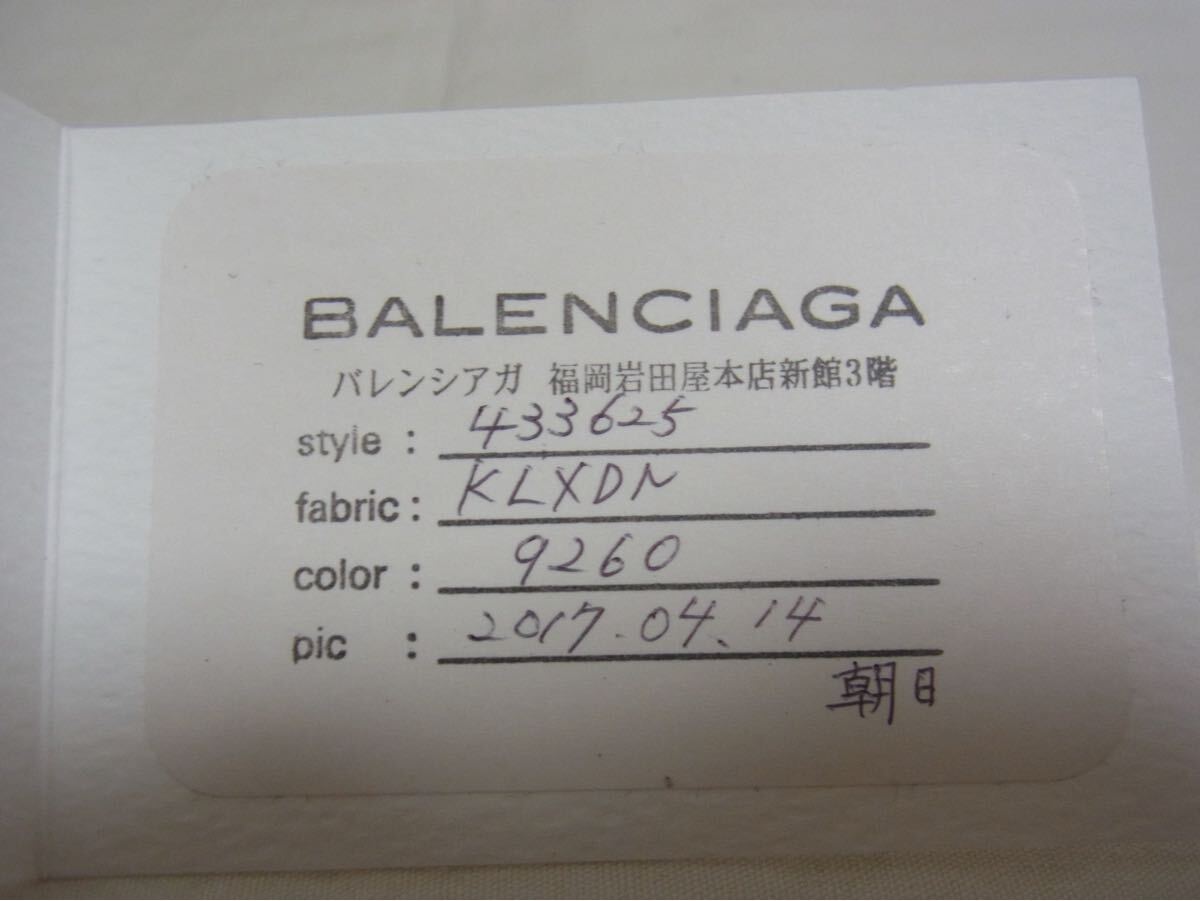 BALENCIAGA
バレンシアガ 福岡岩田屋本店新館3階
style : 433625
fabric : KLXDN
color : 9260
pic : 2017.04.14
朝日